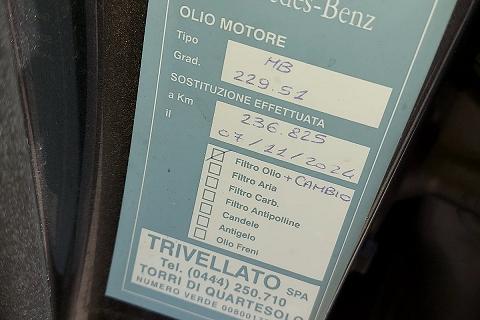 des-Benz
OLIO MOTORE
Tipo MB
Grad. 229.51
SOSTITUZIONE EFFETTUATA
a Km 236.825
il 07/11/2024
Filtro Olio + CAMBIO
Filtro Aria
Filtro Carb.
Filtro Antipolline
Candele
Antigelo
Olio Freni
TRIVELLATO SPA
Tel. (0444) 250.710
TORRI DI QUARTESOLO
NUMERO VERDE